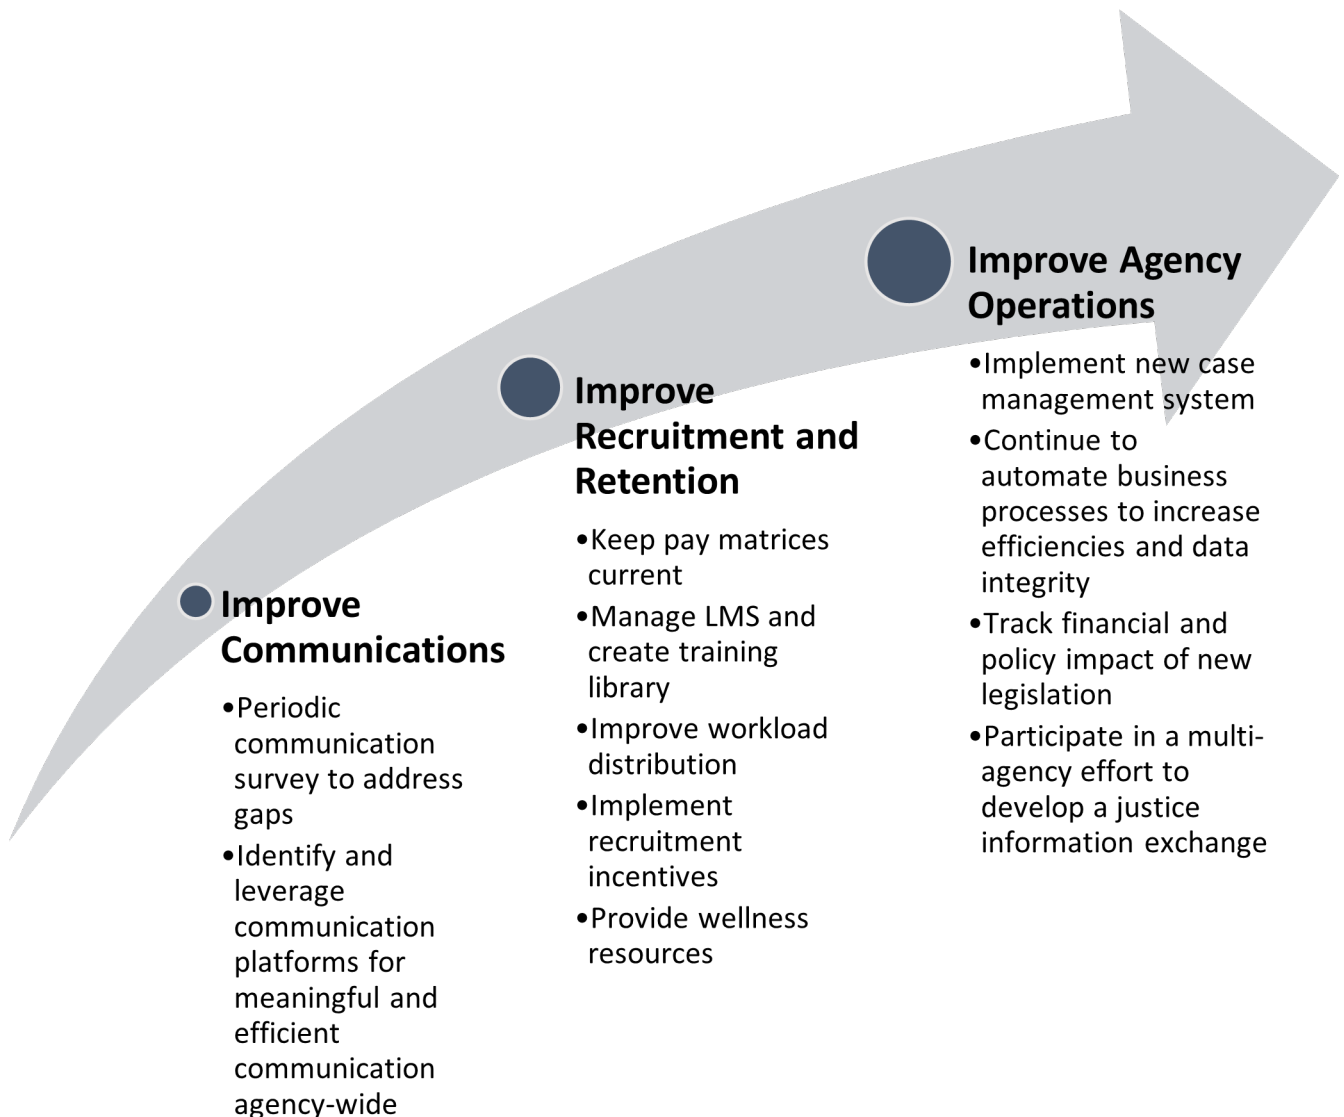 Improve
Communications
•Periodic
communication
survey to address
gaps
•Identify and
leverage
communication
platforms for
meaningful and
efficient
communication
agency-wide
Improve
Recruitment and
Retention
•Keep pay matrices
current
•Manage LMS and
create training
library
•Improve workload
distribution
•Implement
recruitment
incentives
•Provide wellness
resources
Improve Agency
Operations
•Implement new case
management system
•Continue to
automate business
processes to increase
efficiencies and data
integrity
•Track financial and
policy impact of new
legislation
•Participate in a multi-
agency effort to
develop a justice
information exchange